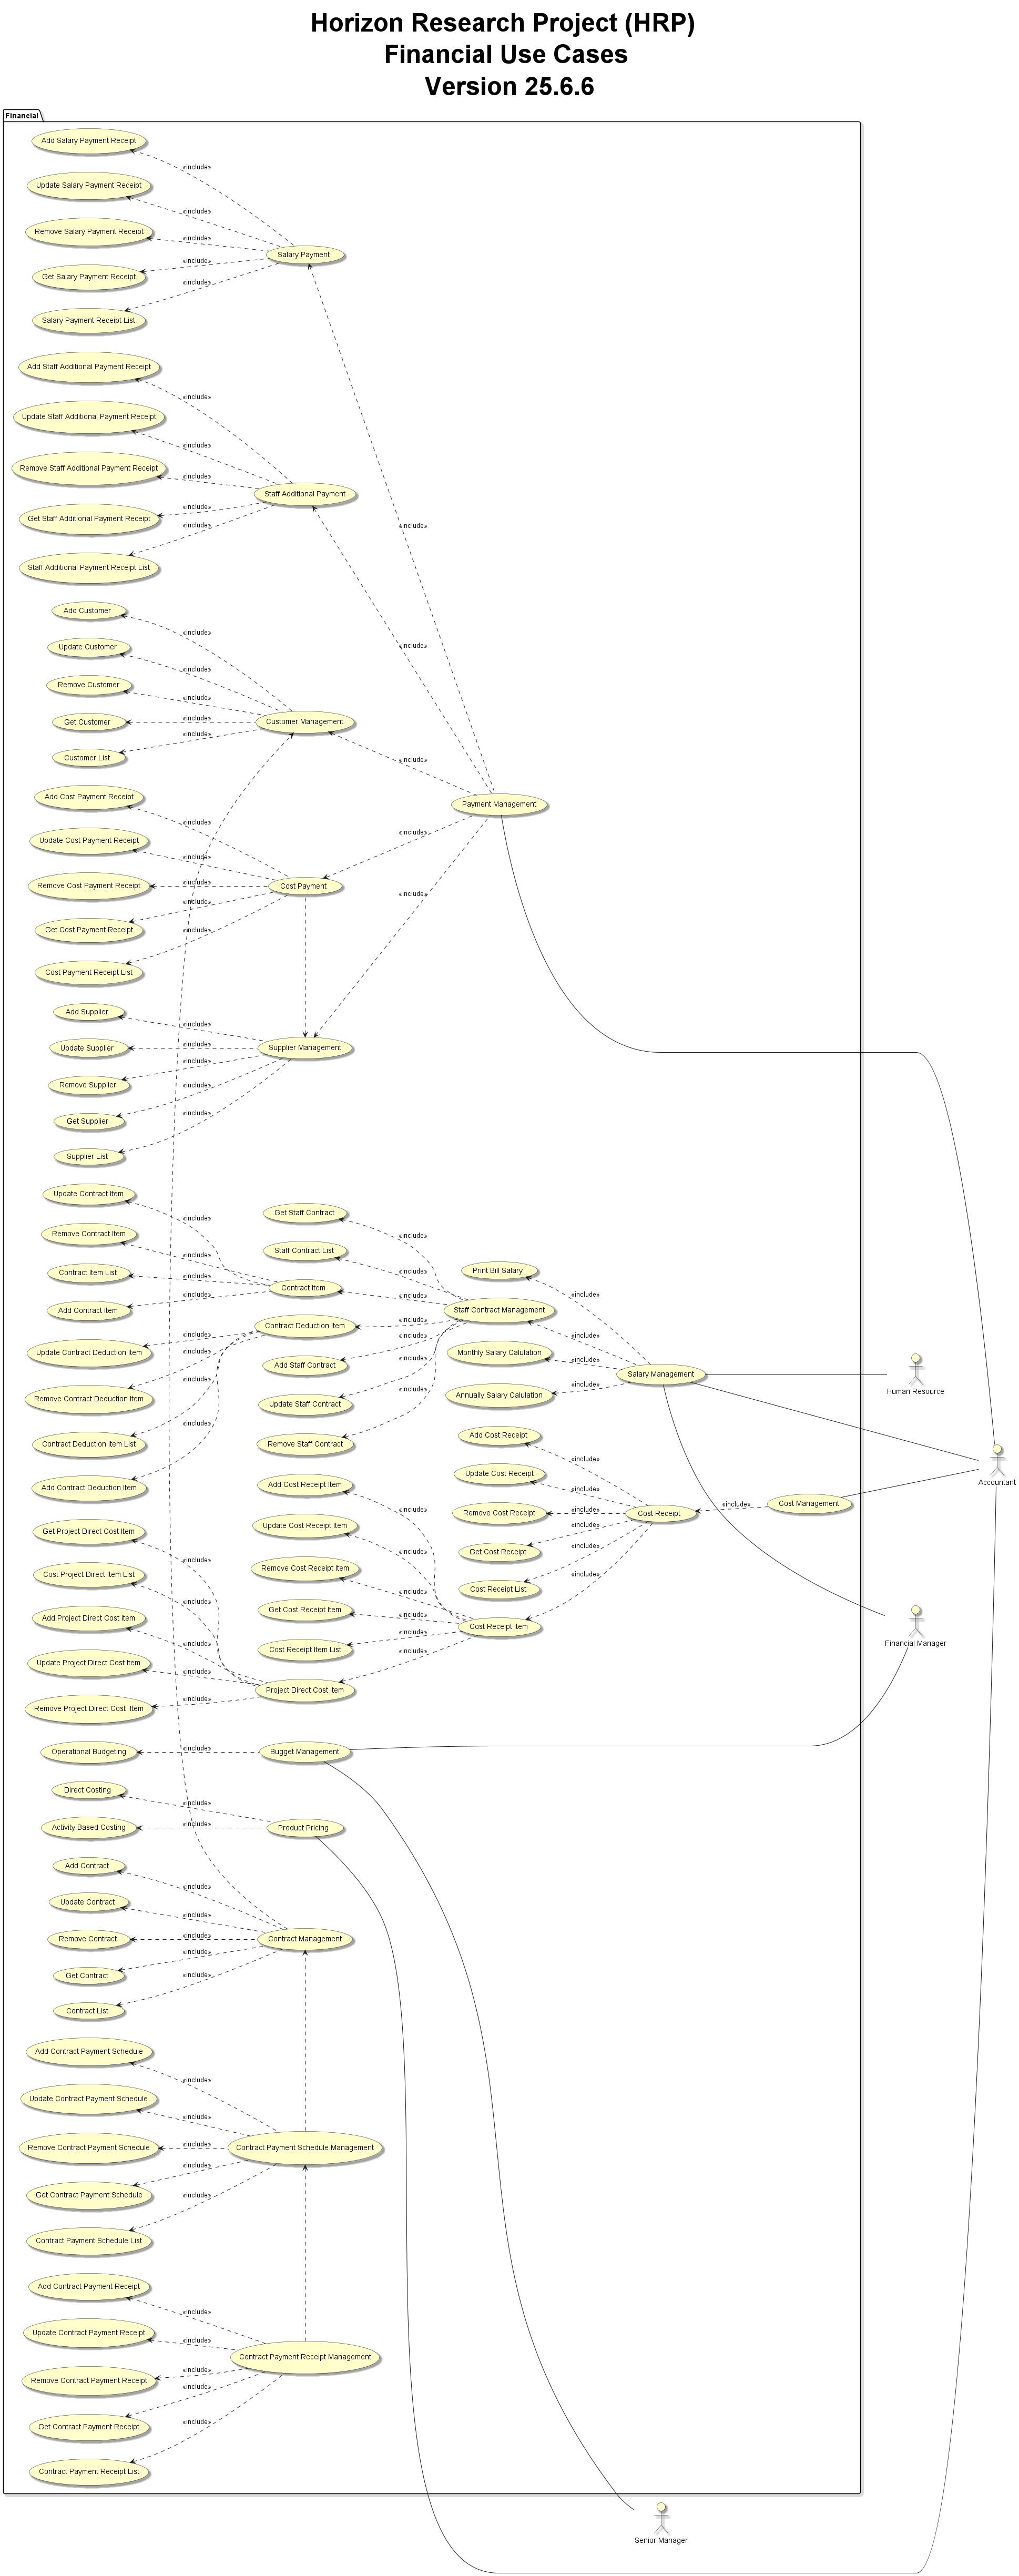 Horizon Research Project (HRP)
Financial Use Cases
Version 25.6.6
Financial
Add Salary Payment Receipt
«include»
Update Salary Payment Receipt
«include»
Remove Salary Payment Receipt
«include»
Salary Payment
Get Salary Payment Receipt
«include»
«include»
Salary Payment Receipt List
Add Staff Additional Payment Receipt
«include»
Update Staff Additional Payment Receipt
«include»
Remove Staff Additional Payment Receipt
«include»
Staff Additional Payment
Get Staff Additional Payment Receipt
«include»
«include»
«include»
Staff Additional Payment Receipt List
Add Customer
«include»
«include»
Update Customer
«include»
Remove Customer
«include»
Get Customer
«include»
Customer Management
«include»
Customer List
«include»
Add Cost Payment Receipt
«include»
Payment Management
«include»
Update Cost Payment Receipt
«include»
Remove Cost Payment Receipt
«include»
Cost Payment
«include»
«include»
Get Cost Payment Receipt
«include»
Cost Payment Receipt List
Add Supplier
«include»
Update Supplier
«include»
Supplier Management
«include»
Remove Supplier
«include»
Get Supplier
«include»
Supplier List
Update Contract Item
Get Staff Contract
«include»
Remove Contract Item
«include»
«include»
Staff Contract List
«include»
Contract Item List
«include»
Print Bill Salary
Contract Item
«include»
«include»
Add Contract Item
Staff Contract Management
Contract Deduction Item
«include»
«include»
«include»
Update Contract Deduction Item
«include»
Monthly Salary Calulation
«include»
Add Staff Contract
«include»
Salary Management
Human Resource
Remove Contract Deduction Item
«include»
«include»
Annually Salary Calulation
Update Staff Contract
«include»
Add Cost Receipt
Contract Deduction Item List
Remove Staff Contract
«include»
Update Cost Receipt
Accountant
Add Contract Deduction Item
Add Cost Receipt Item
«include»
Cost Management
«include»
Remove Cost Receipt
«include»
Cost Receipt
«include»
Get Project Direct Cost Item
Update Cost Receipt Item
«include»
«include»
Get Cost Receipt
«include»
Cost Project Direct Item List
Remove Cost Receipt Item
«include»
«include»
Cost Receipt List
«include»
Add Project Direct Cost Item
Get Cost Receipt Item
«include»
Cost Receipt Item
Financial Manager
«include»
Cost Receipt Item List
«include»
«include»
Update Project Direct Cost Item
«include»
Project Direct Cost Item
«include»
Remove Project Direct Cost Item
Operational Budgeting
«include»
Bugget Management
Direct Costing
«include»
Activity Based Costing
«include»
Product Pricing
Add Contract
«include»
Update Contract
«include»
Remove Contract
«include»
Contract Management
«include»
Get Contract
«include»
Contract List
Add Contract Payment Schedule
«include»
Update Contract Payment Schedule
«include»
Remove Contract Payment Schedule
«include»
Contract Payment Schedule Management
«include»
Get Contract Payment Schedule
«include»
Contract Payment Schedule List
Add Contract Payment Receipt
«include»
Update Contract Payment Receipt
«include»
Contract Payment Receipt Management
«include»
Remove Contract Payment Receipt
«include»
Get Contract Payment Receipt
«include»
Contract Payment Receipt List
Senior Manager